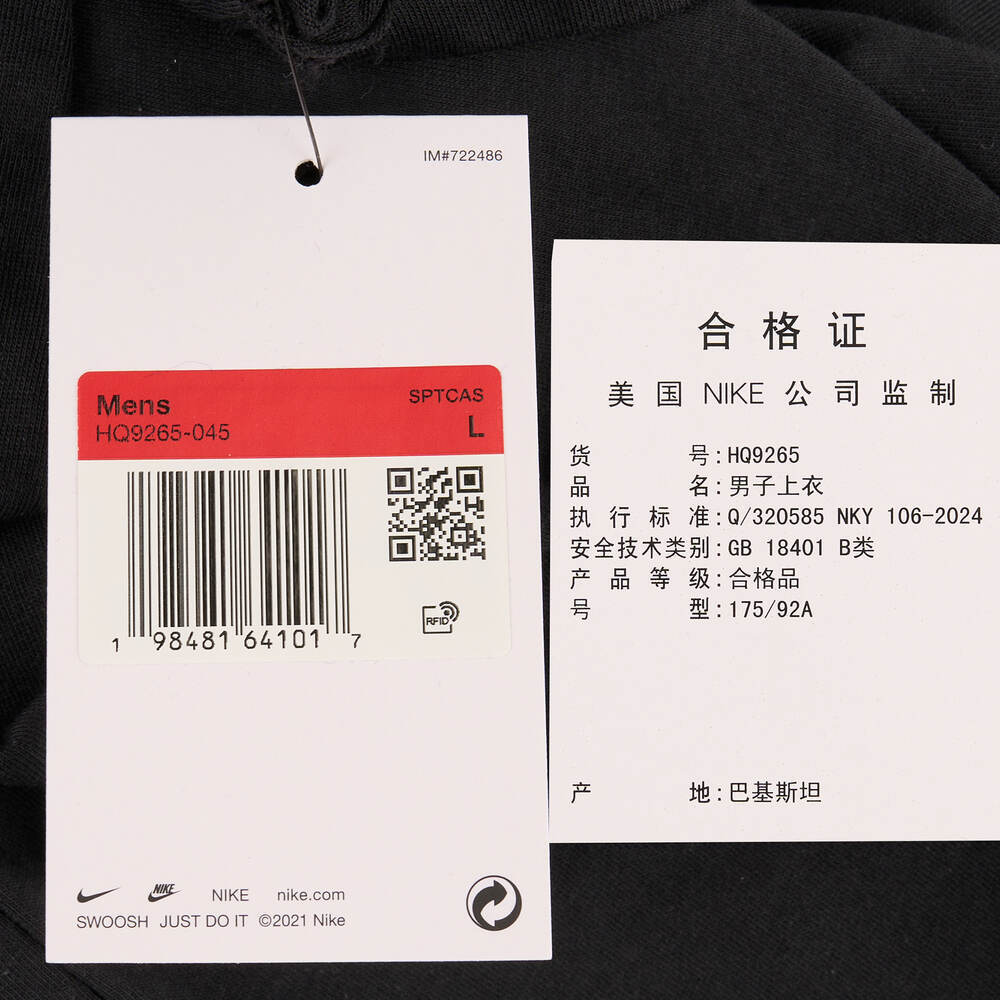 IM#722486
Mens SPTCAS
HQ9265-045 L
RFID
1 98481 64101 7
NIKE NIKE nike.com
SWOOSH JUST DO IT ©2021 Nike
合格证
美国 NIKE 公司监制
货号:HQ9265
品名:男子上衣
执行标准:Q/320585 NKY 106-2024
安全技术类别:GB 18401 B类
产品等级:合格品
号型:175/92A
产地:巴基斯坦